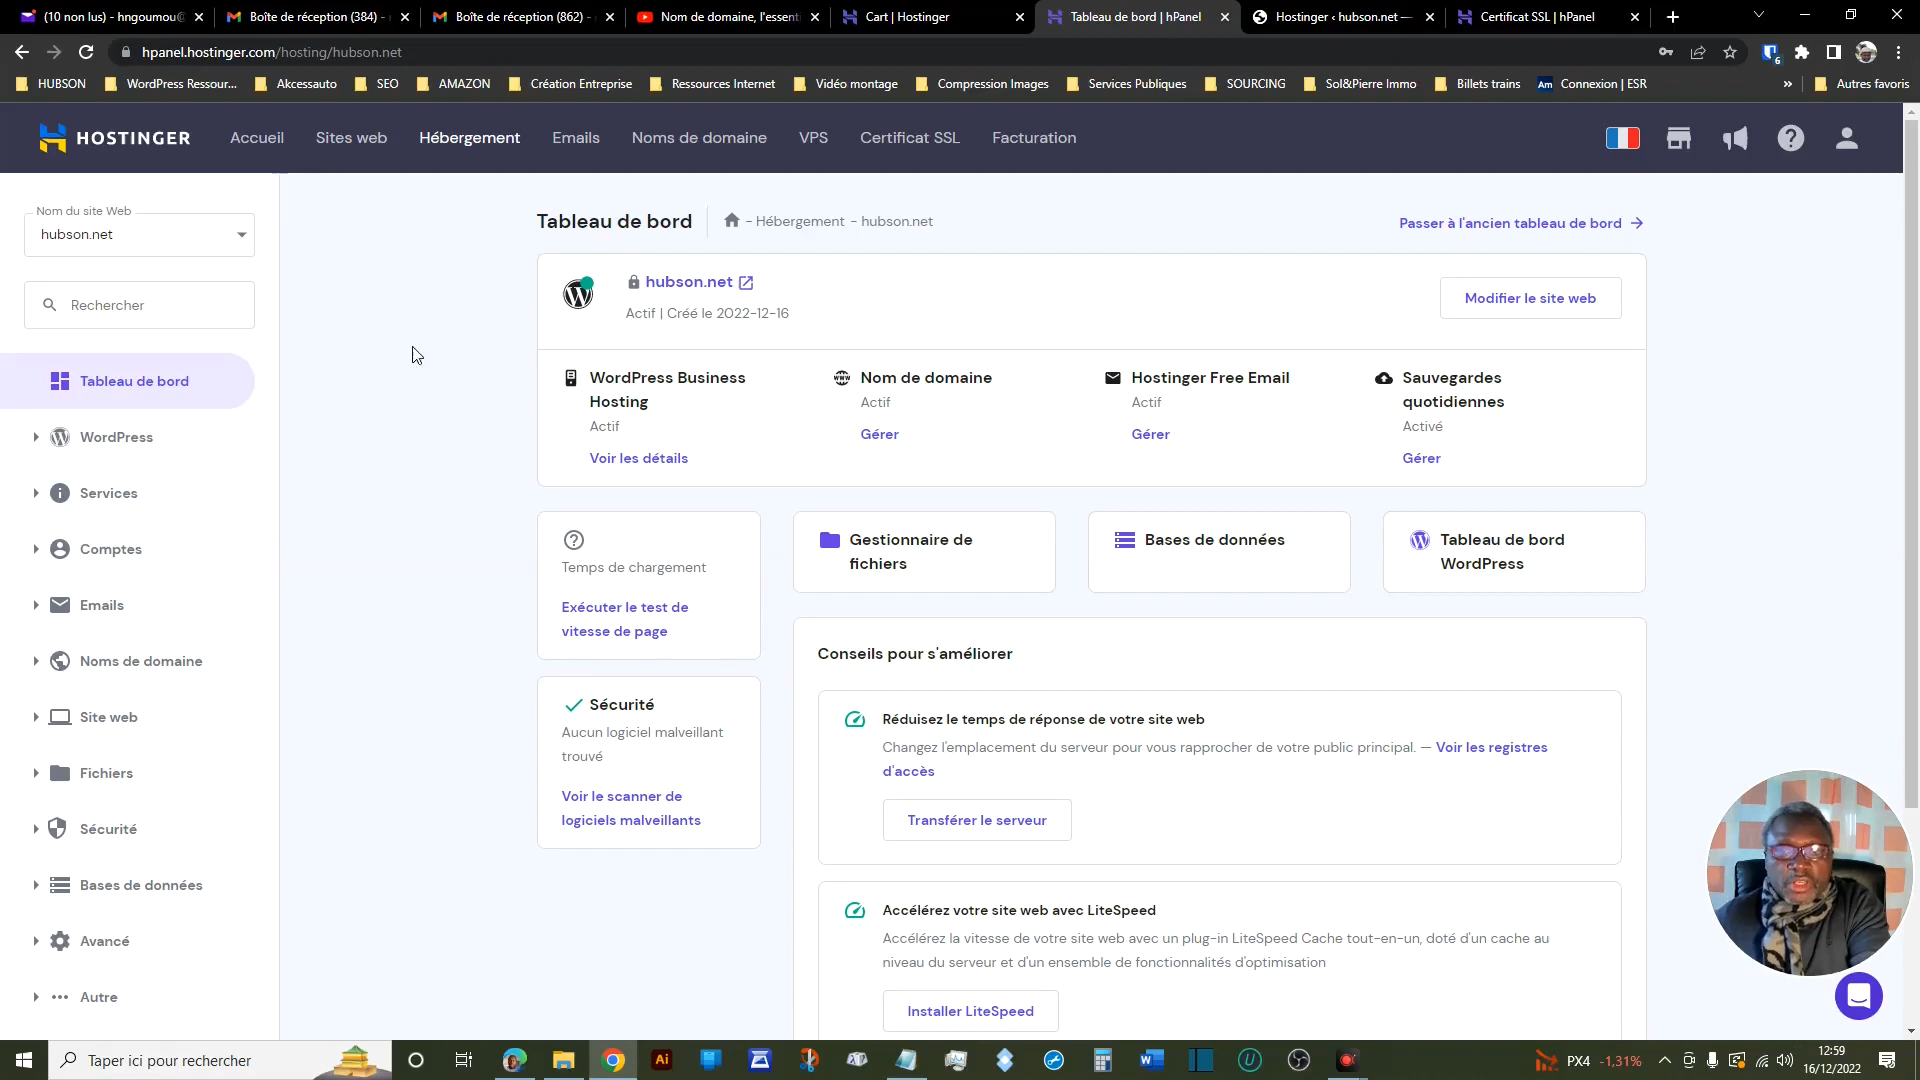 (10 non lus) - hngoumou@
Boîte de réception (384) -
Boîte de réception (862) -
Nom de domaine, l'essenti
Cart | Hostinger
Tableau de bord | hPanel
Hostinger ‹ hubson.net —
Certificat SSL | hPanel
hpanel.hostinger.com/hosting/hubson.net
6
HUBSON
WordPress Ressour...
Akcessauto
SEO
AMAZON
Création Entreprise
Ressources Internet
Vidéo montage
Compression Images
Services Publiques
SOURCING
Sol&Pierre Immo
Billets trains
Am Connexion | ESR
»
Autres favoris
HOSTINGER
Accueil
Sites web
Hébergement
Emails
Noms de domaine
VPS
Certificat SSL
Facturation
Nom du site Web
hubson.net
Rechercher
Tableau de bord
WordPress
Services
Comptes
Emails
Noms de domaine
Site web
Fichiers
Sécurité
Bases de données
Avancé
Autre
Tableau de bord
- Hébergement - hubson.net
Passer à l'ancien tableau de bord
hubson.net
Actif | Créé le 2022-12-16
Modifier le site web
WordPress Business
Hosting
Actif
Voir les détails
Nom de domaine
Actif
Gérer
Hostinger Free Email
Actif
Gérer
Sauvegardes
quotidiennes
Activé
Gérer
Temps de chargement
Exécuter le test de
vitesse de page
Gestionnaire de
fichiers
Bases de données
Tableau de bord
WordPress
Sécurité
Aucun logiciel malveillant
trouvé
Voir le scanner de
logiciels malveillants
Conseils pour s'améliorer
Réduisez le temps de réponse de votre site web
Changez l'emplacement du serveur pour vous rapprocher de votre public principal. — Voir les registres
d'accès
Transférer le serveur
Accélérez votre site web avec LiteSpeed
Accélérez la vitesse de votre site web avec un plug-in LiteSpeed Cache tout-en-un, doté d'un cache au
niveau du serveur et d'un ensemble de fonctionnalités d'optimisation
Installer LiteSpeed
Taper ici pour rechercher
Ai
PX4 -1,31%
12:59
16/12/2022